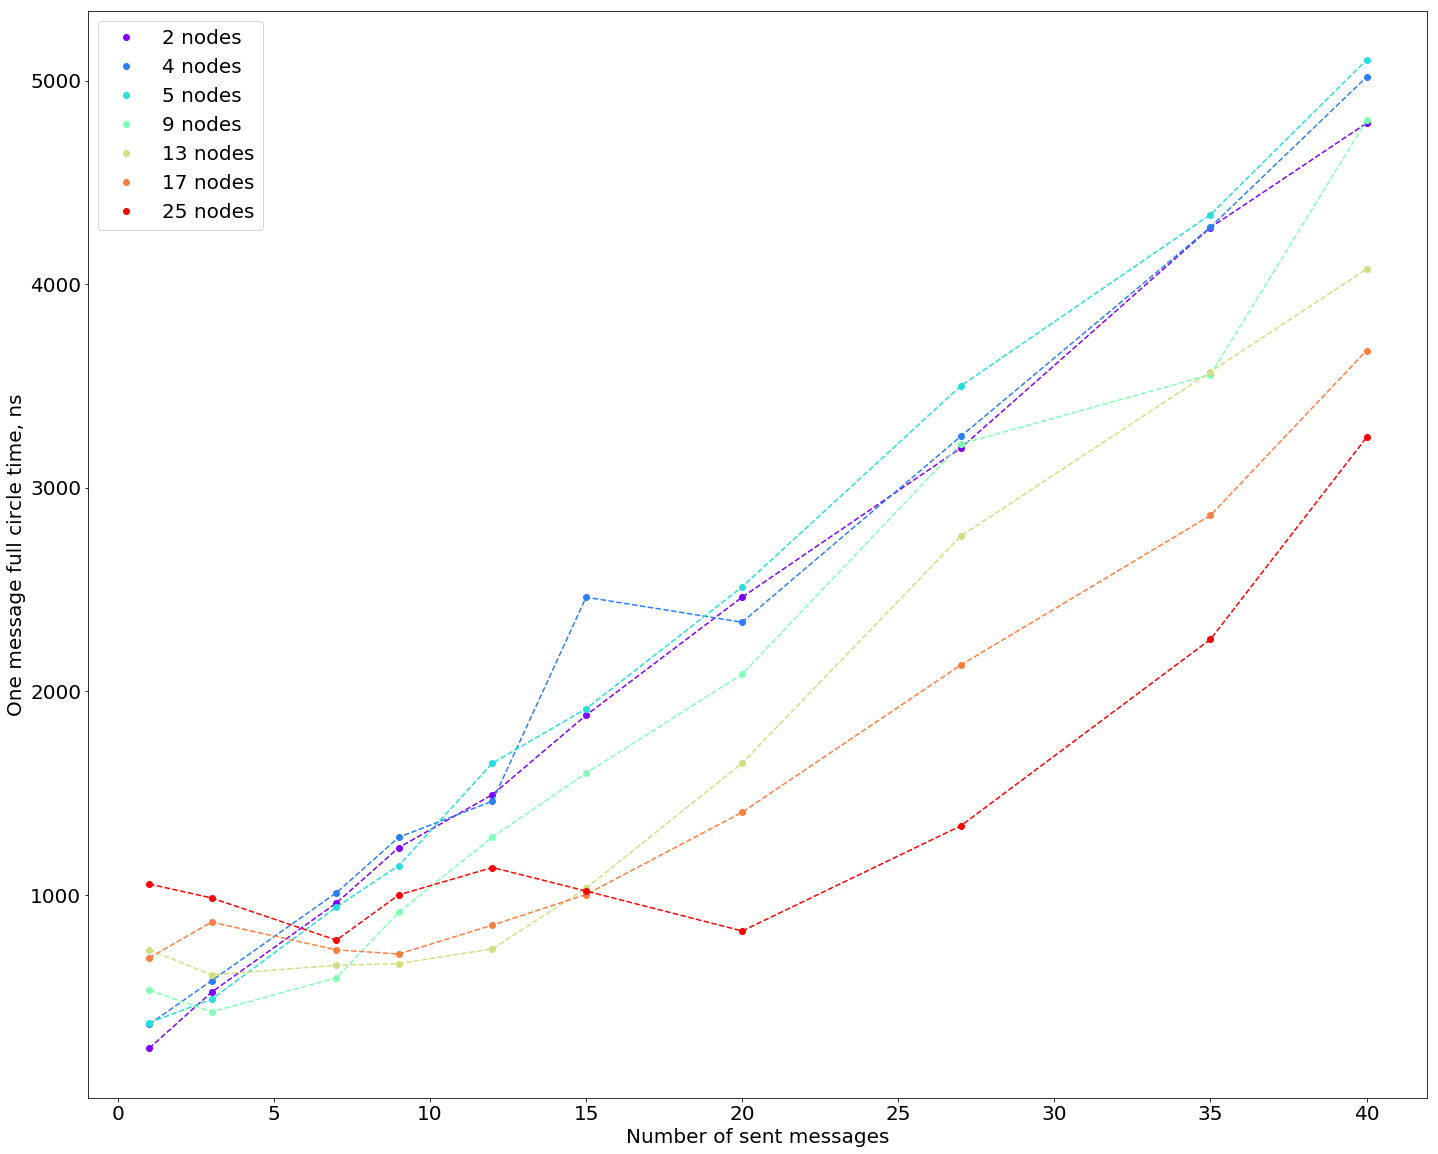 2 nodes
4 nodes
5 nodes
9 nodes
13 nodes
17 nodes
25 nodes
5000
4000
3000
2000
1000
One message full circle time, ns
0 5 10 15 20 25 30 35 40
Number of sent messages